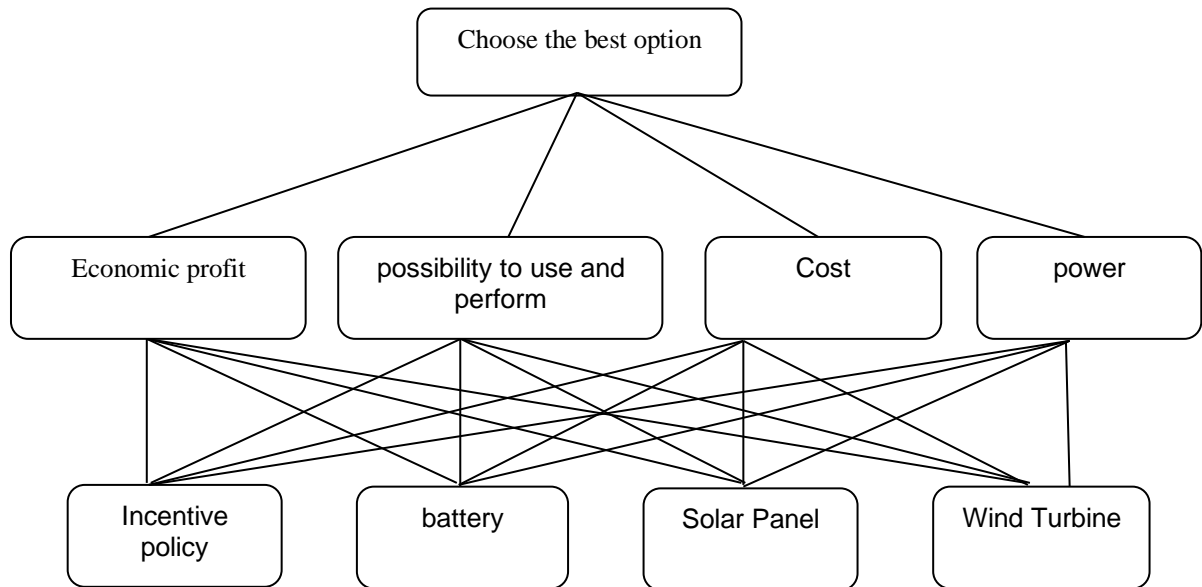 Choose the best option
Economic profit
possibility to use and
perform
Cost
power
Incentive
policy
battery
Solar Panel
Wind Turbine